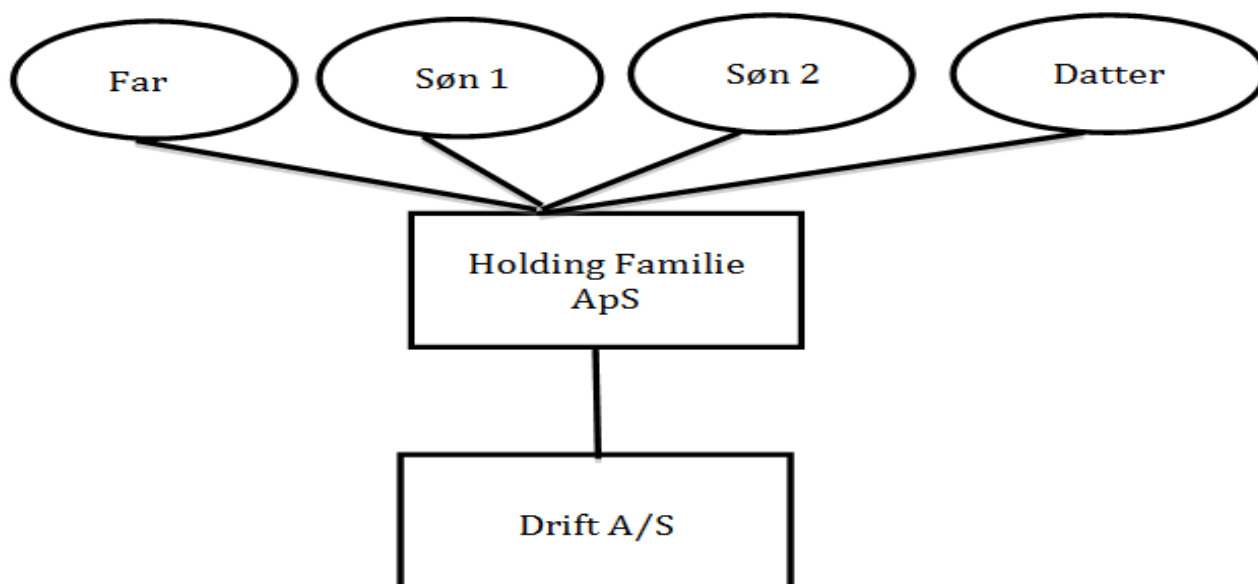 Far
Søn 1
Søn 2
Datter
Holding Familie
ApS
Drift A/S